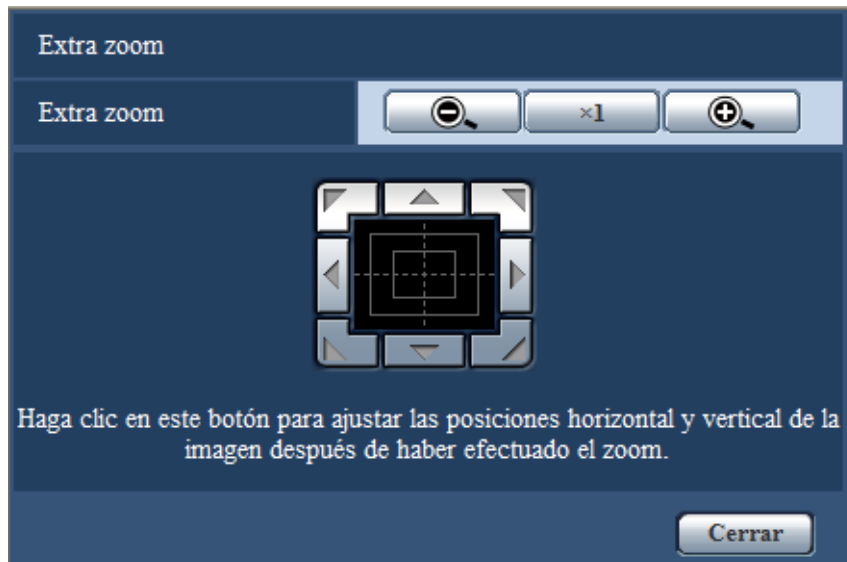 Extra zoom
Extra zoom
×1
Haga clic en este botón para ajustar las posiciones horizontal y vertical de la
imagen después de haber efectuado el zoom.
Cerrar